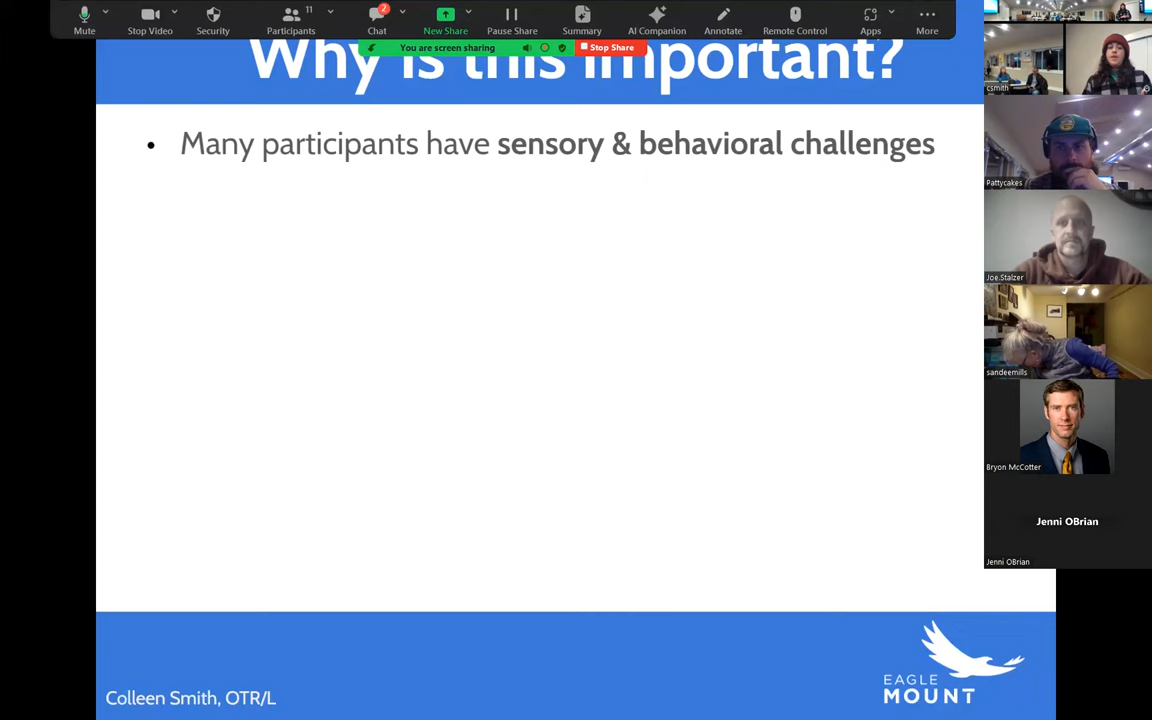 Mute
Stop Video
Security
Participants
11
Chat
2
New Share
Pause Share
Summary
AI Companion
Annotate
Remote Control
Apps
More
You are screen sharing
Stop Share
Why is this important?
• Many participants have sensory & behavioral challenges
csmith
Pattycakes
Joe.Stalzer
sandeemills
Bryon McCotter
Jenni OBrian
Jenni OBrian
EAGLE
MOUNT
Colleen Smith, OTR/L